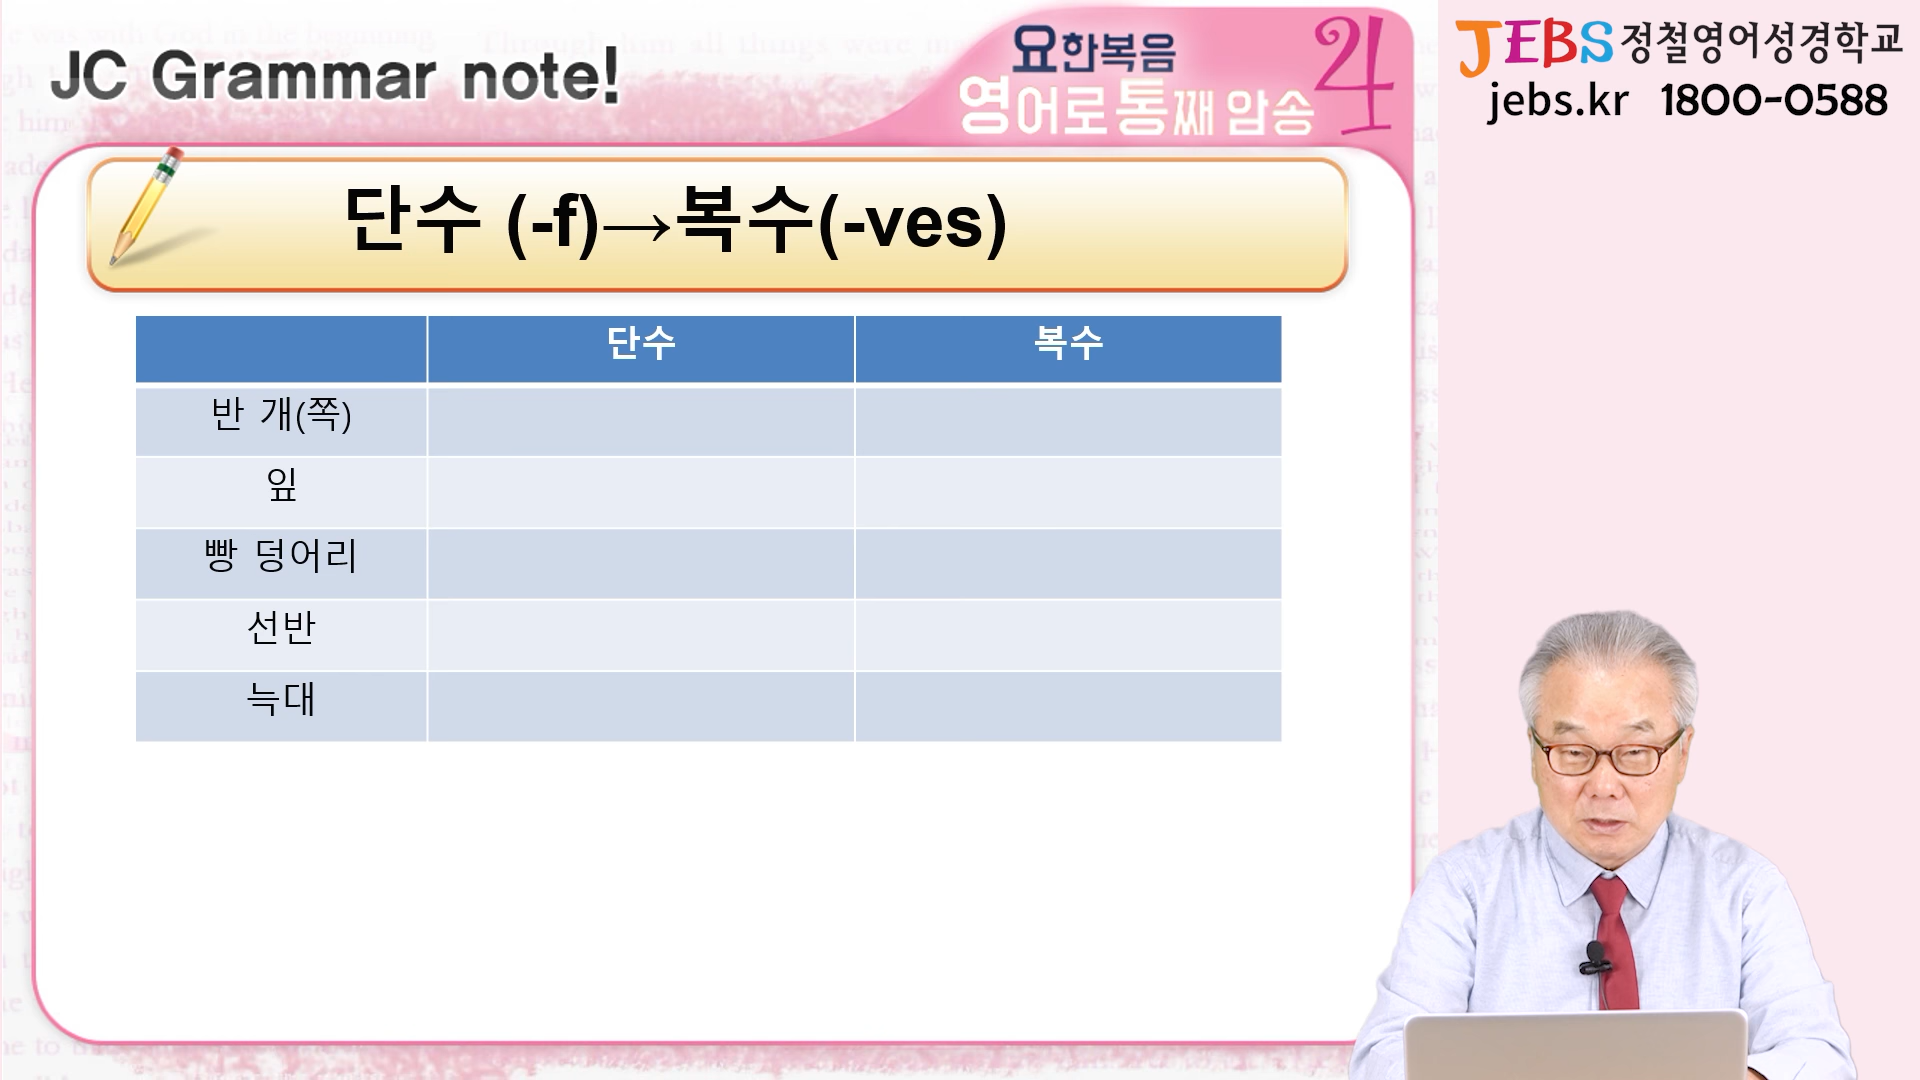 JC Grammar note!
요한복음
영어로 통째 암송 4
JEBS 정철영어성경학교
jebs.kr 1800-0588
단수 (-f)→복수(-ves)
단수 복수
반 개(쪽)
잎
빵 덩어리
선반
늑대